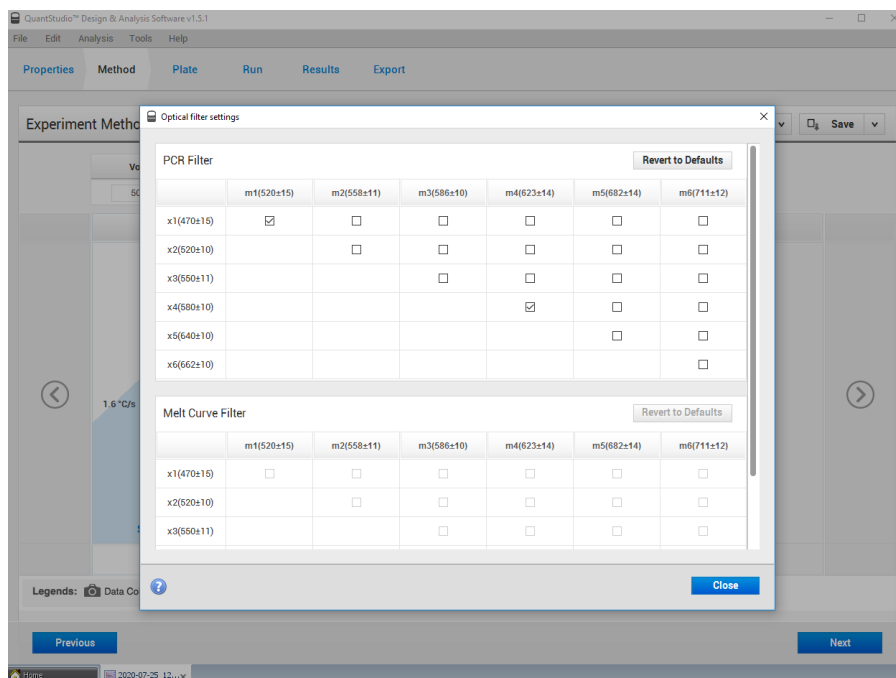 QuantStudio™ Design & Analysis Software v1.5.1
File Edit Analysis Tools Help
Properties Method Plate Run Results Export
Experiment Metho
Save
Optical filter settings
PCR Filter
Revert to Defaults
m1(520±15) m2(558±11) m3(586±10) m4(623±14) m5(682±14) m6(711±12)
x1(470±15)
x2(520±10)
x3(550±11)
x4(580±10)
x5(640±10)
x6(662±10)
Vo
50
1.6 °C/s
Melt Curve Filter
Revert to Defaults
m1(520±15) m2(558±11) m3(586±10) m4(623±14) m5(682±14) m6(711±12)
x1(470±15)
x2(520±10)
x3(550±11)
Legends: Data Co
Close
Previous
Next
Home
2020-07-25 12...